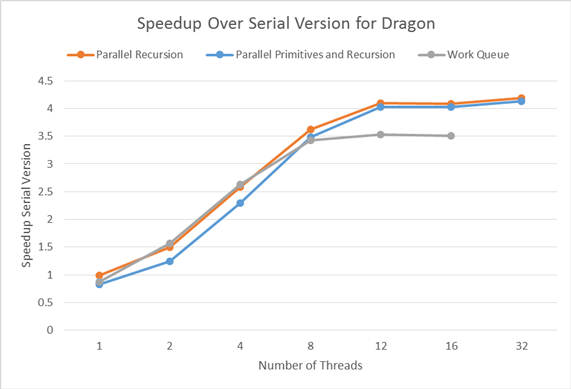 Speedup Over Serial Version for Dragon
Parallel Recursion Parallel Primitives and Recursion Work Queue
4.5
4
3.5
3
2.5
2
1.5
1
0.5
0
Speedup Serial Version
1 2 4 8 12 16 32
Number of Threads